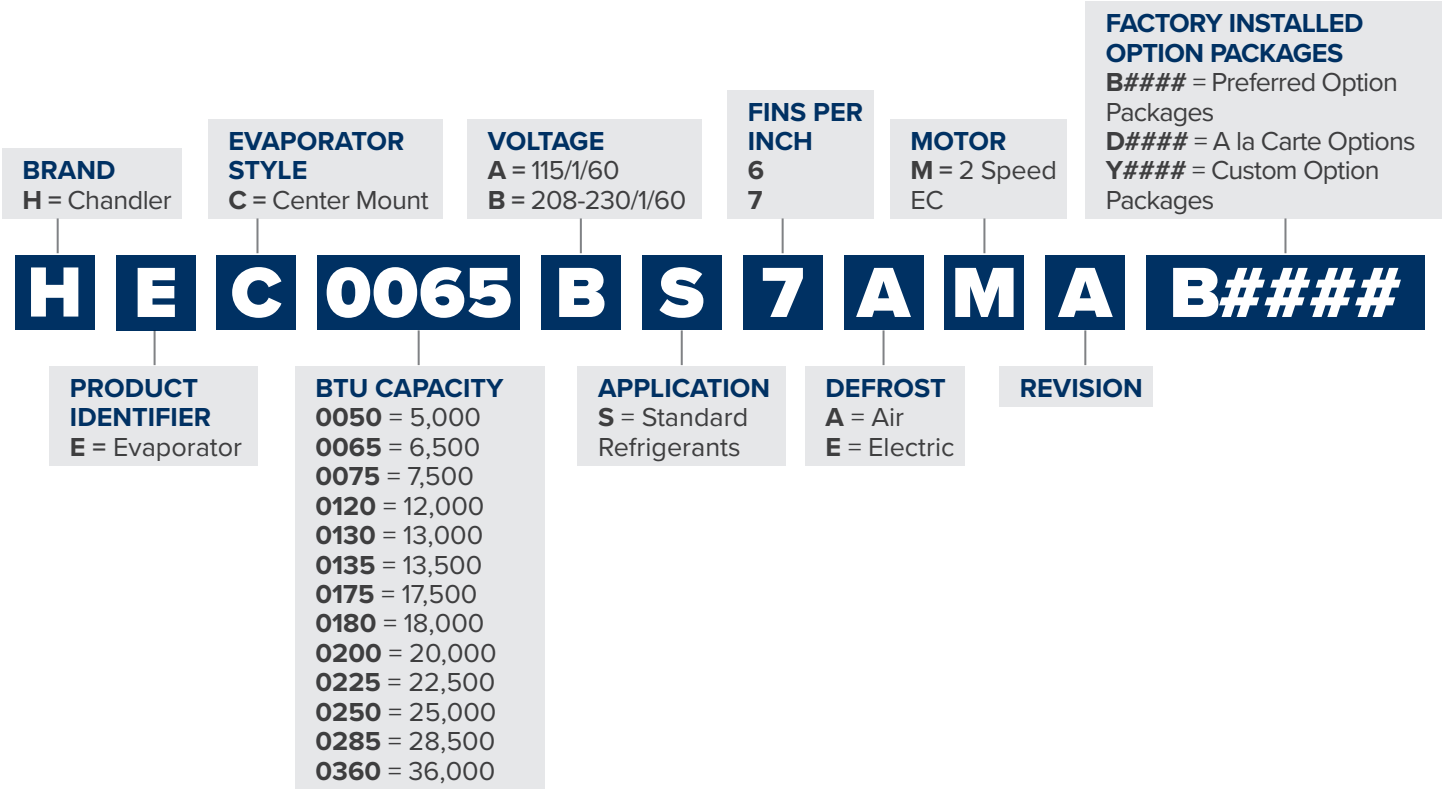 BRAND
H = Chandler
EVAPORATOR
STYLE
C = Center Mount
VOLTAGE
A = 115/1/60
B = 208-230/1/60
FINS PER
INCH
6
7
MOTOR
M = 2 Speed
EC
FACTORY INSTALLED
OPTION PACKAGES
B#### = Preferred Option
Packages
D#### = A la Carte Options
Y#### = Custom Option
Packages
H E C 0065 B S 7 A M A B####
PRODUCT
IDENTIFIER
E = Evaporator
BTU CAPACITY
0050 = 5,000
0065 = 6,500
0075 = 7,500
0120 = 12,000
0130 = 13,000
0135 = 13,500
0175 = 17,500
0180 = 18,000
0200 = 20,000
0225 = 22,500
0250 = 25,000
0285 = 28,500
0360 = 36,000
APPLICATION
S = Standard
Refrigerants
DEFROST
A = Air
E = Electric
REVISION